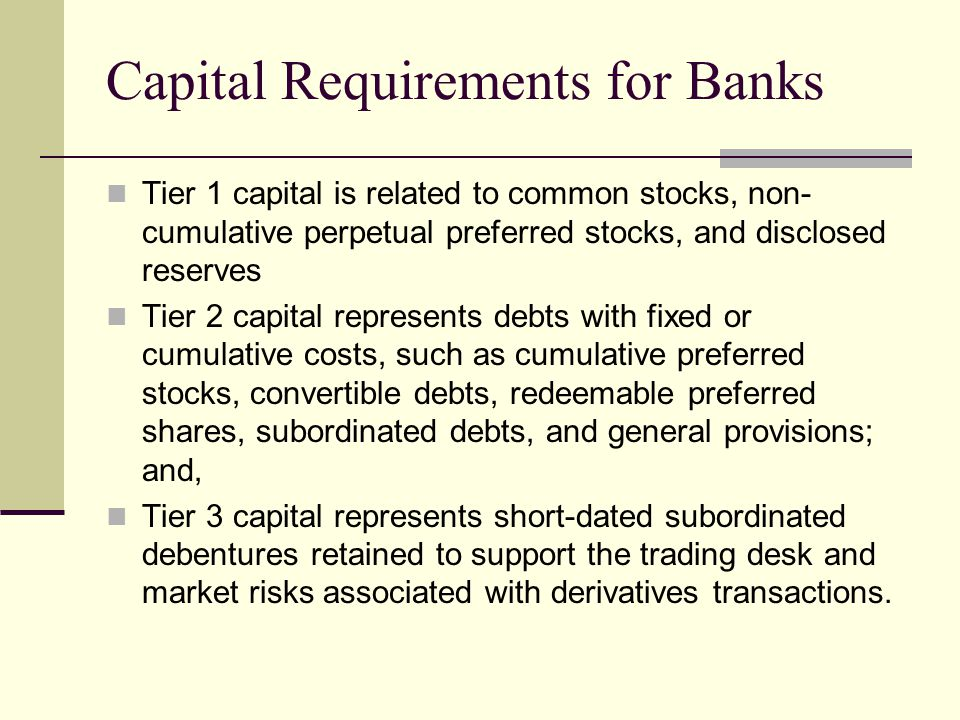 Capital Requirements for Banks
Tier 1 capital is related to common stocks, non-
cumulative perpetual preferred stocks, and disclosed
reserves
Tier 2 capital represents debts with fixed or
cumulative costs, such as cumulative preferred
stocks, convertible debts, redeemable preferred
shares, subordinated debts, and general provisions;
and,
Tier 3 capital represents short-dated subordinated
debentures retained to support the trading desk and
market risks associated with derivatives transactions.